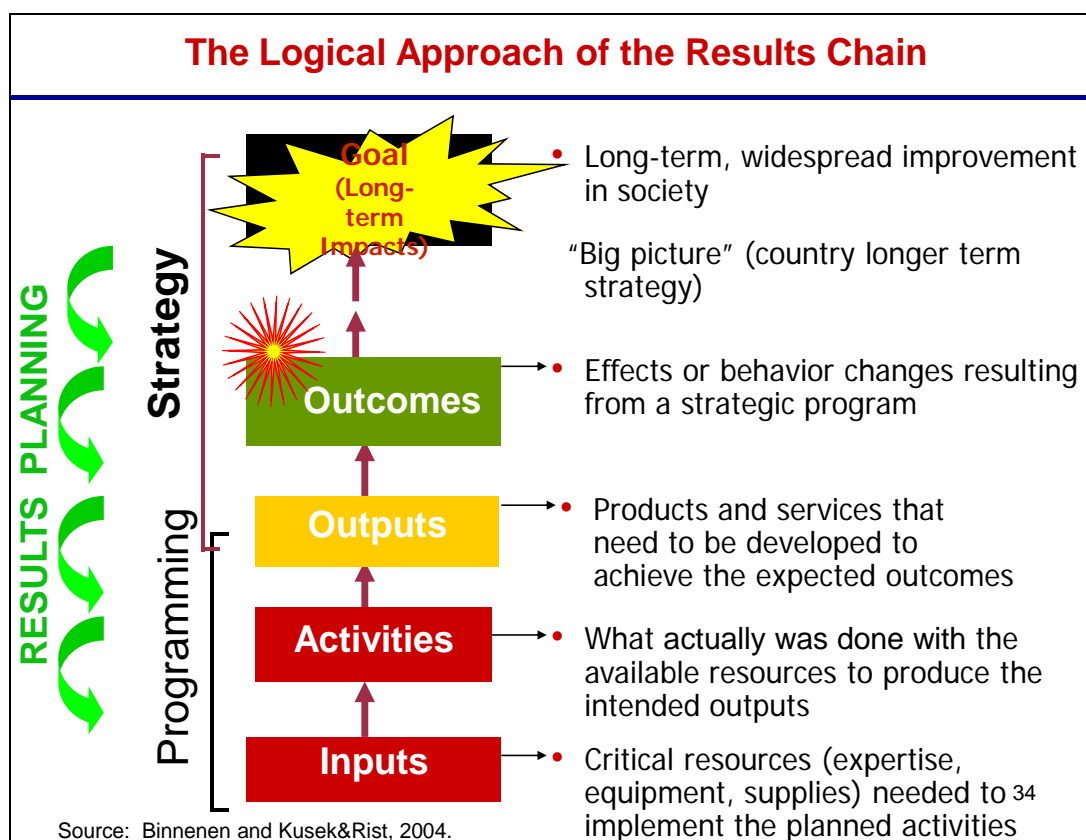 The Logical Approach of the Results Chain
Goal
(Long-
term
Impacts)
• Long-term, widespread improvement
in society
“Big picture” (country longer term
strategy)
RESULTS PLANNING
Strategy
Outcomes
• Effects or behavior changes resulting
from a strategic program
Programming
Outputs
• Products and services that
need to be developed to
achieve the expected outcomes
Activities
• What actually was done with the
available resources to produce the
intended outputs
Inputs
• Critical resources (expertise,
equipment, supplies) needed to 34
implement the planned activities
Source: Binnenen and Kusek&Rist, 2004.